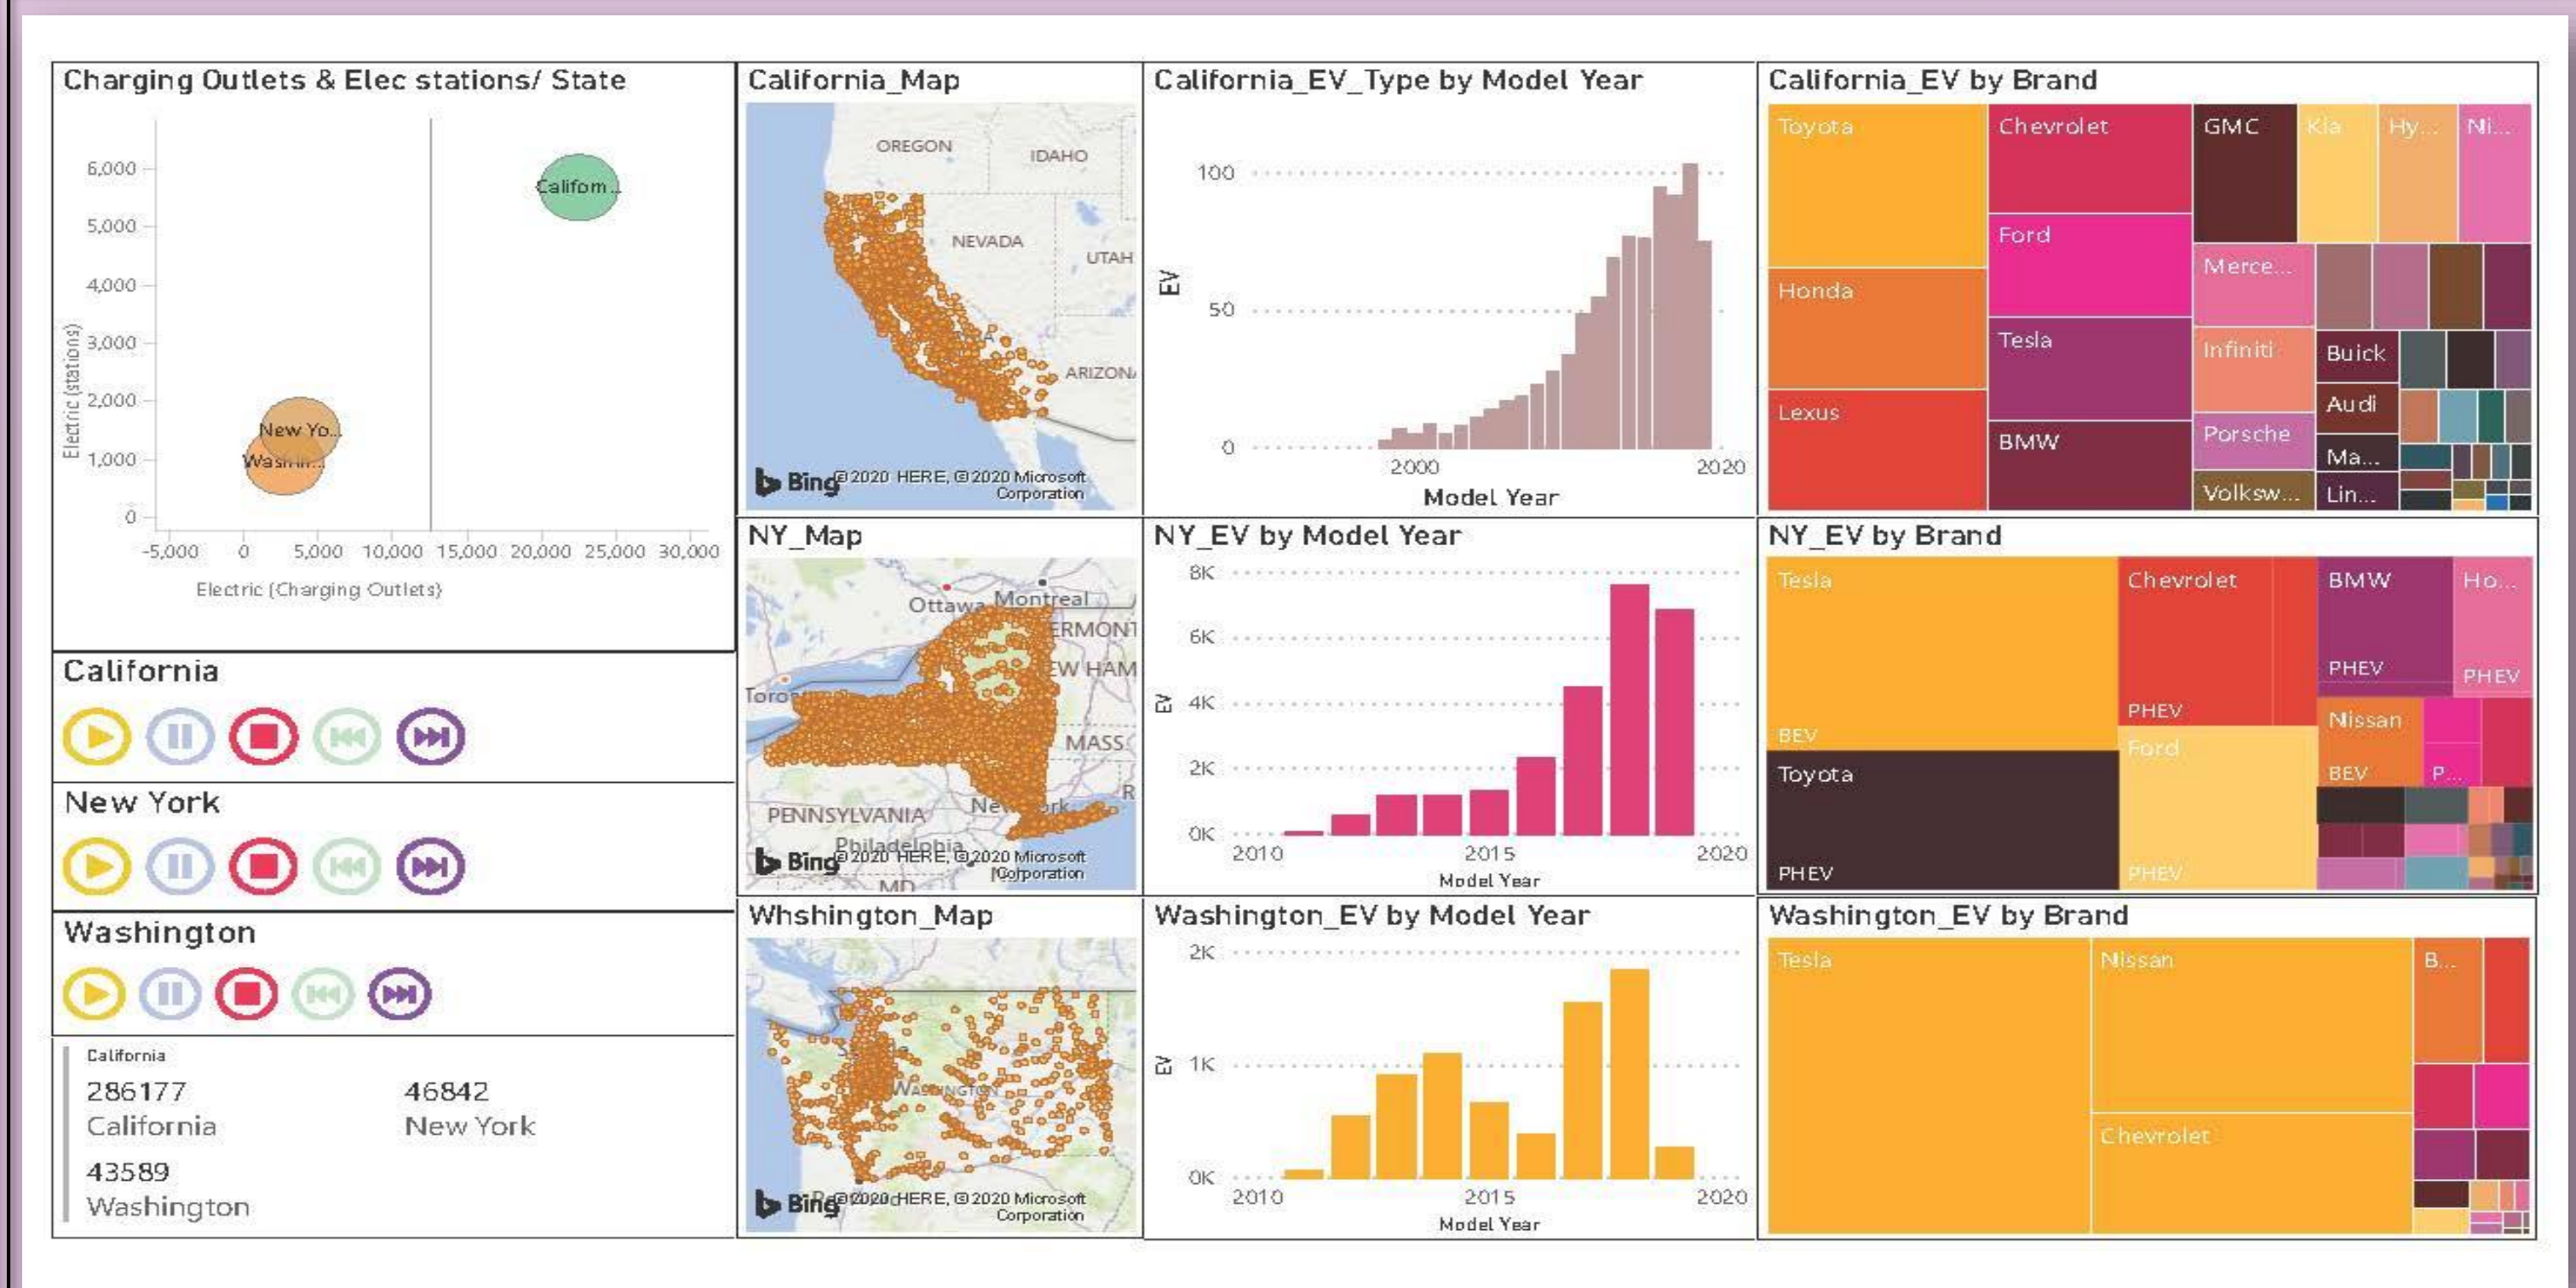 Charging Outlets & Elec stations/ State
6,000
5,000
4,000
3,000
2,000
1,000
0
Electric (stations)
Californ...
New Yo...
Washin...
-5,000 0 5,000 10,000 15,000 20,000 25,000 30,000
Electric (Charging Outlets)
California
New York
Washington
California
286177
California
46842
New York
43589
Washington
California_Map
OREGON
IDAHO
NEVADA
UTAH
ARIZONA
Bing
© 2020 HERE, © 2020 Microsoft
Corporation
California_EV_Type by Model Year
EV
100
50
0
2000 2020
Model Year
California_EV by Brand
Toyota
Honda
Lexus
Chevrolet
Ford
Tesla
BMW
GMC
Kia
Hy...
Ni...
Merce...
Infiniti
Porsche
Volksw...
Buick
Audi
Ma...
Lin...
NY_Map
Ottawa
Montreal
ERMONT
EW HAM
Toron
MASS
PENNSYLVANIA
New York
R
Philadelphia
MD
Bing
© 2020 HERE, © 2020 Microsoft
Corporation
NY_EV by Model Year
EV
8K
6K
4K
2K
0K
2010 2015 2020
Model Year
NY_EV by Brand
Tesla
BEV
Toyota
PHEV
Chevrolet
PHEV
Ford
PHEV
BMW
PHEV
Ho...
PHEV
Nissan
BEV
P...
Whshington_Map
WASHINGTON
Bing
© 2020 HERE, © 2020 Microsoft
Corporation
Washington_EV by Model Year
EV
2K
1K
0K
2010 2015 2020
Model Year
Washington_EV by Brand
Tesla
Nissan
Chevrolet
B...